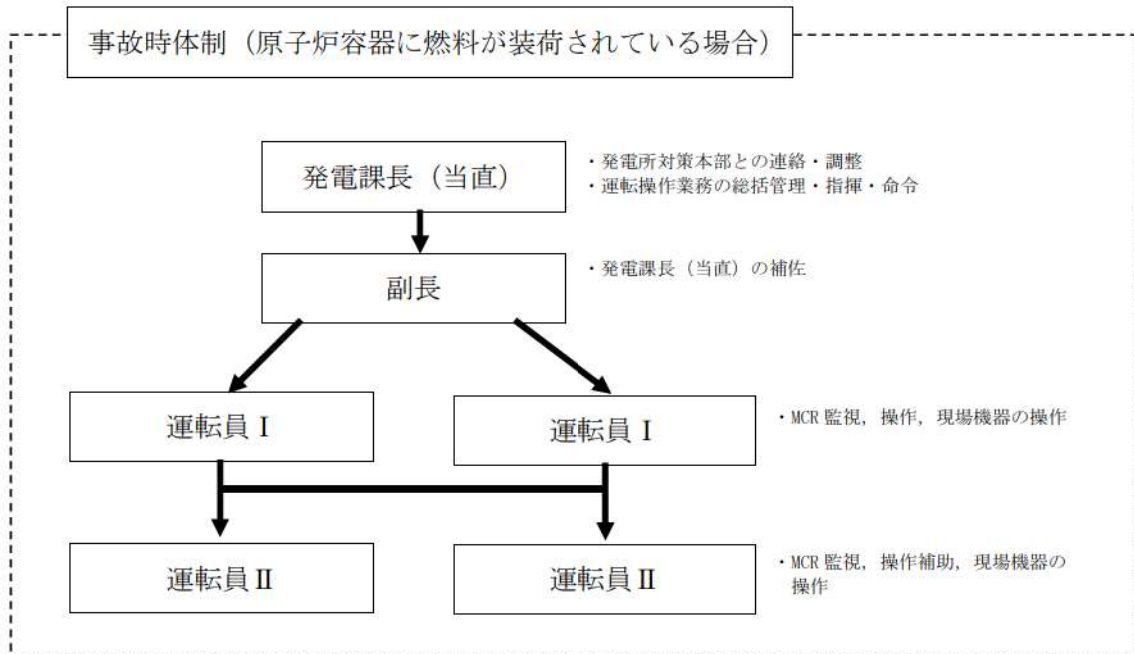 事故時体制（原子炉容器に燃料が装荷されている場合）
発電課長（当直）
・発電所対策本部との連絡・調整
・運転操作業務の総括管理・指揮・命令
副長
・発電課長（当直）の補佐
運転員Ⅰ
運転員Ⅰ
・MCR 監視，操作，現場機器の操作
運転員Ⅱ
運転員Ⅱ
・MCR 監視，操作補助，現場機器の
操作